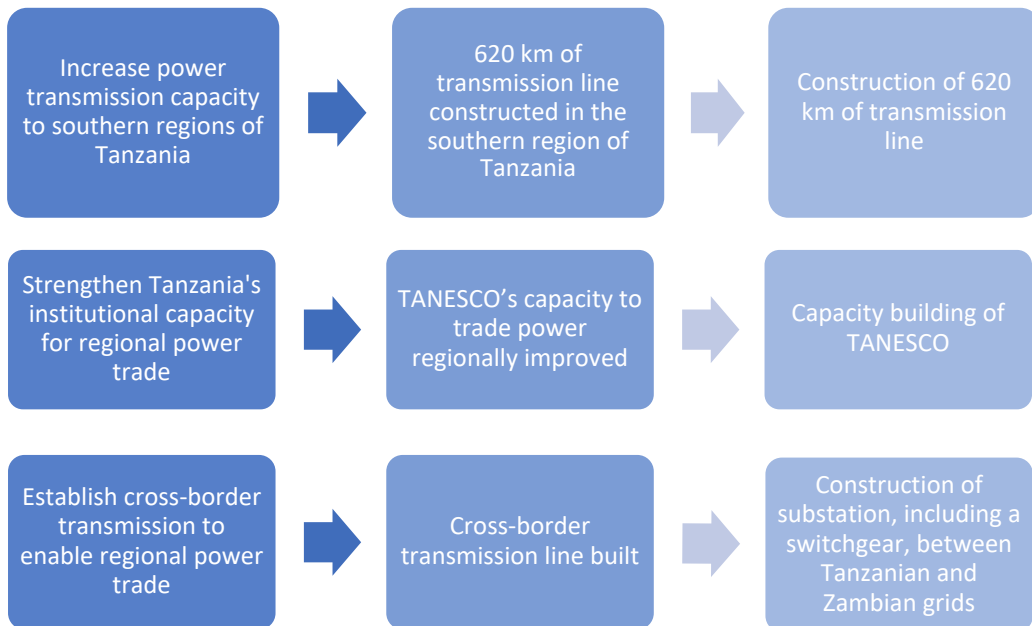 Increase power
transmission capacity
to southern regions of
Tanzania
620 km of
transmission line
constructed in the
southern region of
Tanzania
Construction of 620
km of transmission
line
Strengthen Tanzania's
institutional capacity
for regional power
trade
TANESCO’s capacity to
trade power
regionally improved
Capacity building of
TANESCO
Establish cross-border
transmission to
enable regional power
trade
Cross-border
transmission line built
Construction of
substation, including a
switchgear, between
Tanzanian and
Zambian grids